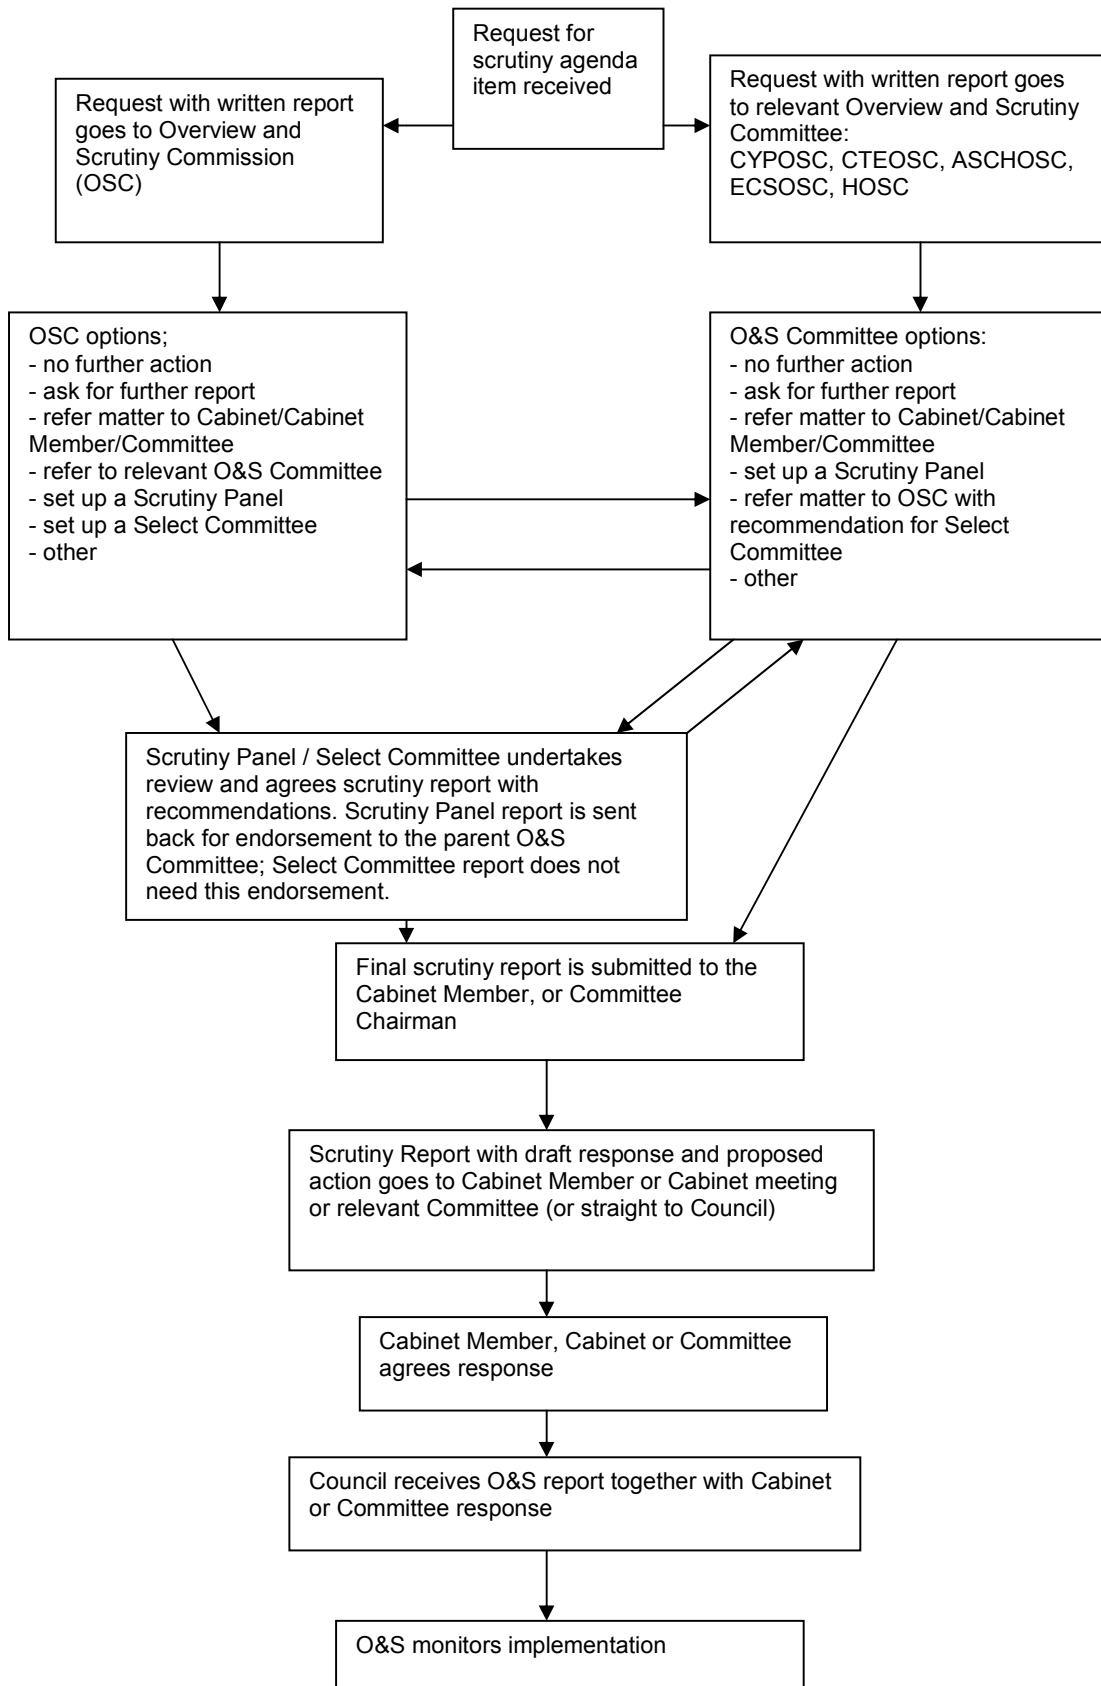 Request for
scrutiny agenda
item received
Request with written report
goes to Overview and
Scrutiny Commission
(OSC)
Request with written report goes
to relevant Overview and Scrutiny
Committee:
CYPOSC, CTEOSC, ASCHOSC,
ECSOSC, HOSC
OSC options;
- no further action
- ask for further report
- refer matter to Cabinet/Cabinet
Member/Committee
- refer to relevant O&S Committee
- set up a Scrutiny Panel
- set up a Select Committee
- other
O&S Committee options:
- no further action
- ask for further report
- refer matter to Cabinet/Cabinet
Member/Committee
- set up a Scrutiny Panel
- refer matter to OSC with
recommendation for Select
Committee
- other
Scrutiny Panel / Select Committee undertakes
review and agrees scrutiny report with
recommendations. Scrutiny Panel report is sent
back for endorsement to the parent O&S
Committee; Select Committee report does not
need this endorsement.
Final scrutiny report is submitted to the
Cabinet Member, or Committee
Chairman
Scrutiny Report with draft response and proposed
action goes to Cabinet Member or Cabinet meeting
or relevant Committee (or straight to Council)
Cabinet Member, Cabinet or Committee
agrees response
Council receives O&S report together with Cabinet
or Committee response
O&S monitors implementation